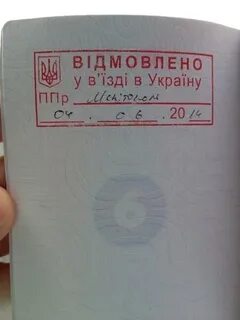 ВІДМОВЛЕНО
у в'їзді в Україну
ППр
04 . 06 . 2014